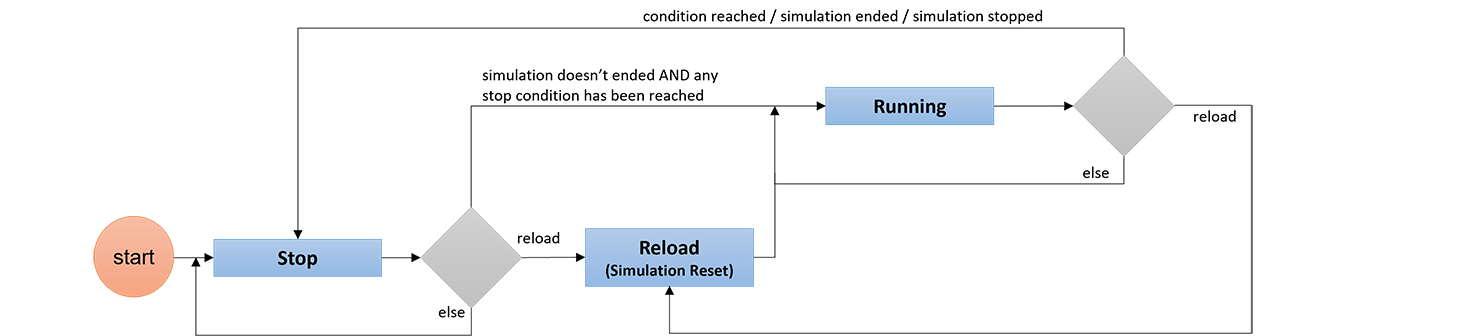 condition reached / simulation ended / simulation stopped
simulation doesn’t ended AND any
stop condition has been reached
Running
reload
else
start
Stop
reload
Reload
(Simulation Reset)
else